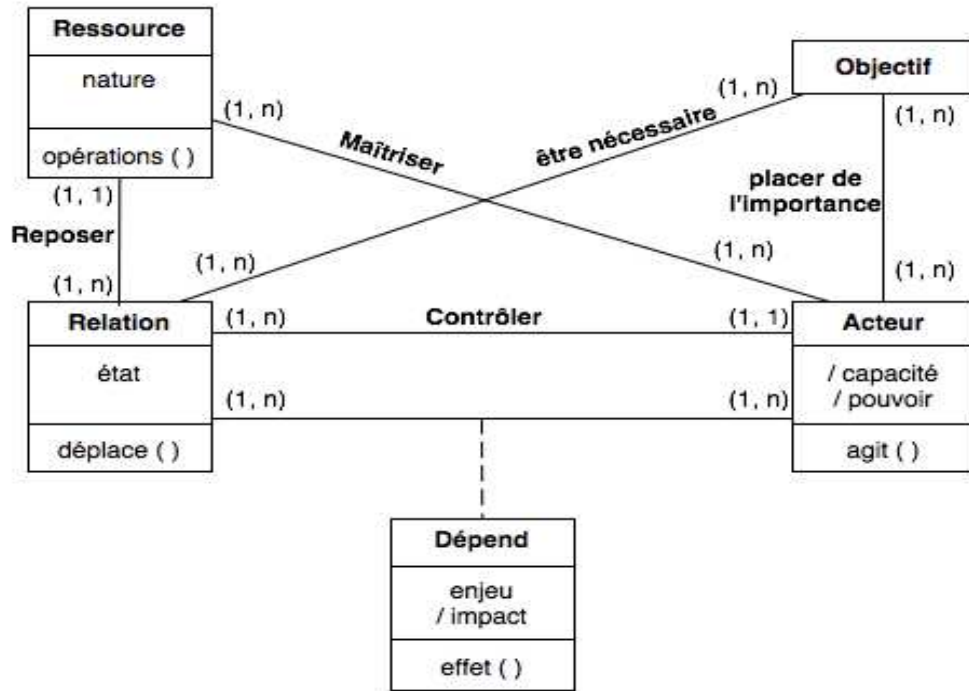 Ressource
nature
opérations ( )
Objectif
(1, n)
(1, n)
(1, n)
Maîtriser
être nécessaire
placer de
l'importance
(1, 1)
Reposer
(1, n)
(1, n)
(1, n)
(1, n)
Relation
état
déplace ( )
(1, n)
Contrôler
(1, 1)
(1, n)
(1, n)
Acteur
/ capacité
/ pouvoir
agit ( )
Dépend
enjeu
/ impact
effet ( )